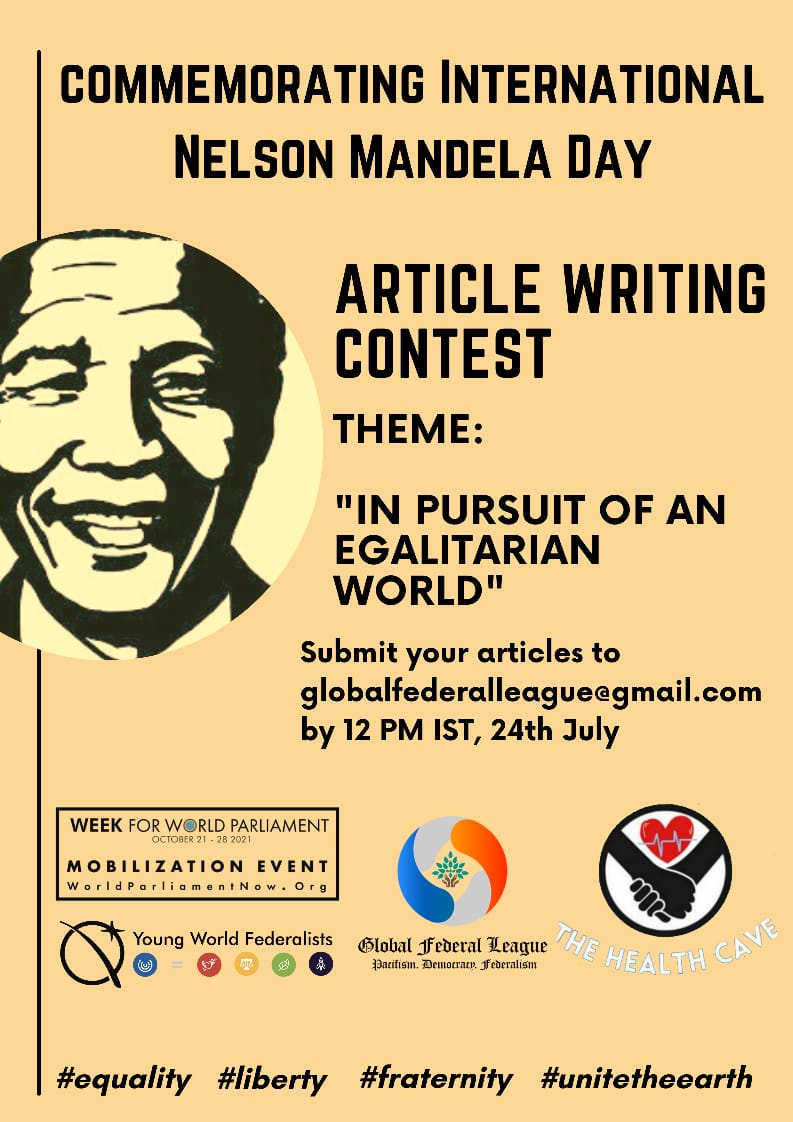 COMMEMORATING INTERNATIONAL
NELSON MANDELA DAY
ARTICLE WRITING
CONTEST
THEME:
"IN PURSUIT OF AN
EGALITARIAN
WORLD"
Submit your articles to
globalfederalleague@gmail.com
by 12 PM IST, 24th July
WEEK FOR WORLD PARLIAMENT
OCTOBER 21 - 28 2021
MOBILIZATION EVENT
WorldParliamentNow.Org
Young World Federalists
=
Global Federal League
Pacifism. Democracy. Federalism
THE HEALTH CAVE
#equality #liberty #fraternity #unitetheearth